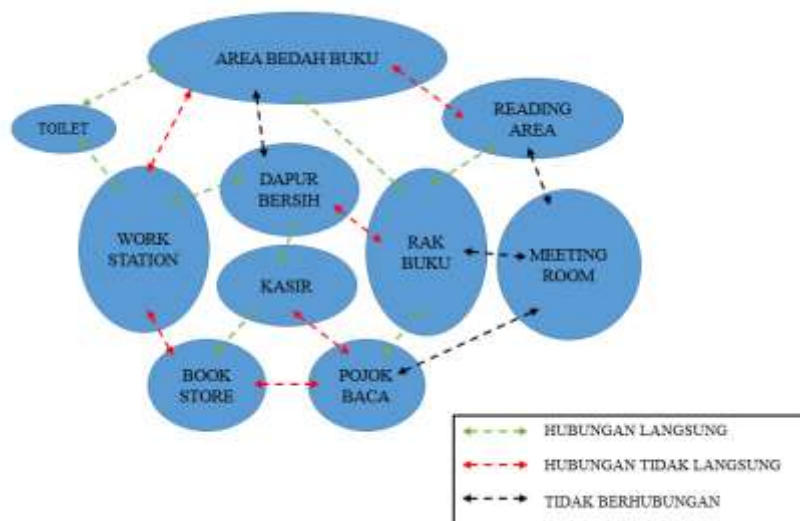 AREA BEDAH BUKU
READING
AREA
TOILET
DAPUR
BERSIH
WORK
STATION
RAK
BUKU
MEETING
ROOM
KASIR
BOOK
STORE
POJOK
BACA
HUBUNGAN LANGSUNG
HUBUNGAN TIDAK LANGSUNG
TIDAK BERHUBUNGAN